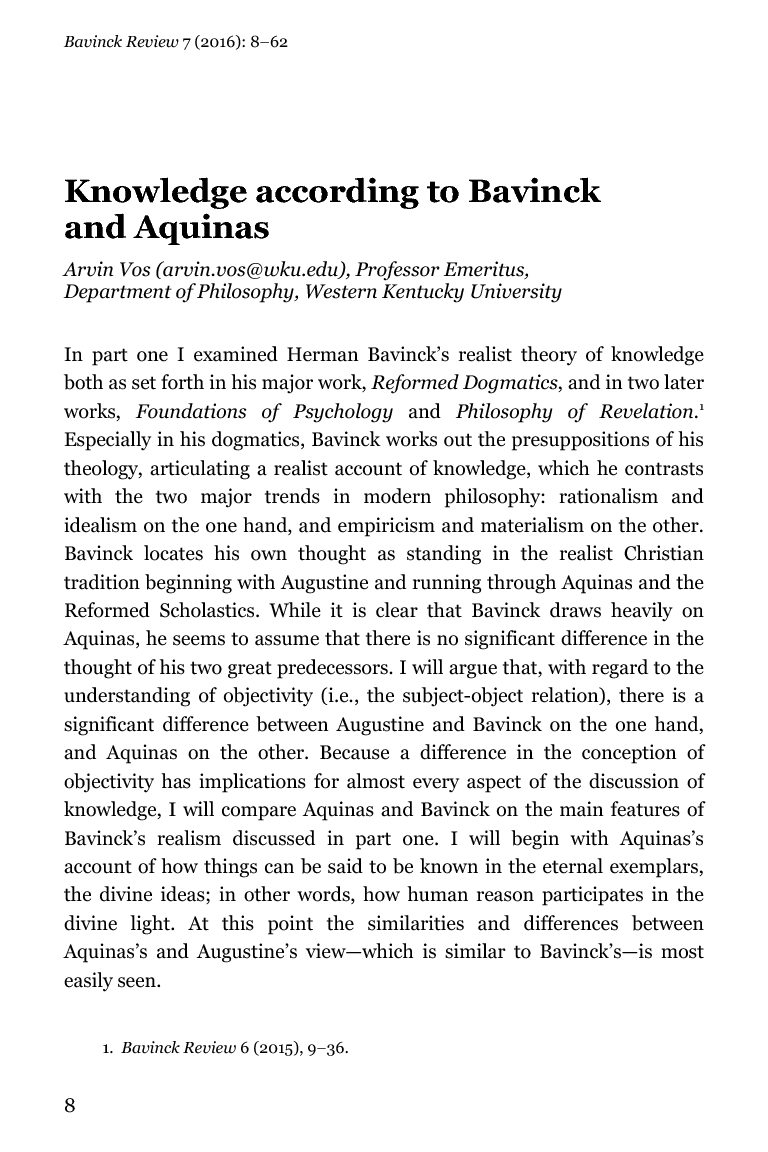 Bavinck Review 7 (2016): 8–62
Knowledge according to Bavinck
and Aquinas
Arvin Vos (arvin.vos@wku.edu), Professor Emeritus,
Department of Philosophy, Western Kentucky University
In part one I examined Herman Bavinck’s realist theory of knowledge
both as set forth in his major work, Reformed Dogmatics, and in two later
works, Foundations of Psychology and Philosophy of Revelation.¹
Especially in his dogmatics, Bavinck works out the presuppositions of his
theology, articulating a realist account of knowledge, which he contrasts
with the two major trends in modern philosophy: rationalism and
idealism on the one hand, and empiricism and materialism on the other.
Bavinck locates his own thought as standing in the realist Christian
tradition beginning with Augustine and running through Aquinas and the
Reformed Scholastics. While it is clear that Bavinck draws heavily on
Aquinas, he seems to assume that there is no significant difference in the
thought of his two great predecessors. I will argue that, with regard to the
understanding of objectivity (i.e., the subject-object relation), there is a
significant difference between Augustine and Bavinck on the one hand,
and Aquinas on the other. Because a difference in the conception of
objectivity has implications for almost every aspect of the discussion of
knowledge, I will compare Aquinas and Bavinck on the main features of
Bavinck’s realism discussed in part one. I will begin with Aquinas’s
account of how things can be said to be known in the eternal exemplars,
the divine ideas; in other words, how human reason participates in the
divine light. At this point the similarities and differences between
Aquinas’s and Augustine’s view—which is similar to Bavinck’s—is most
easily seen.
1. Bavinck Review 6 (2015), 9–36.
8